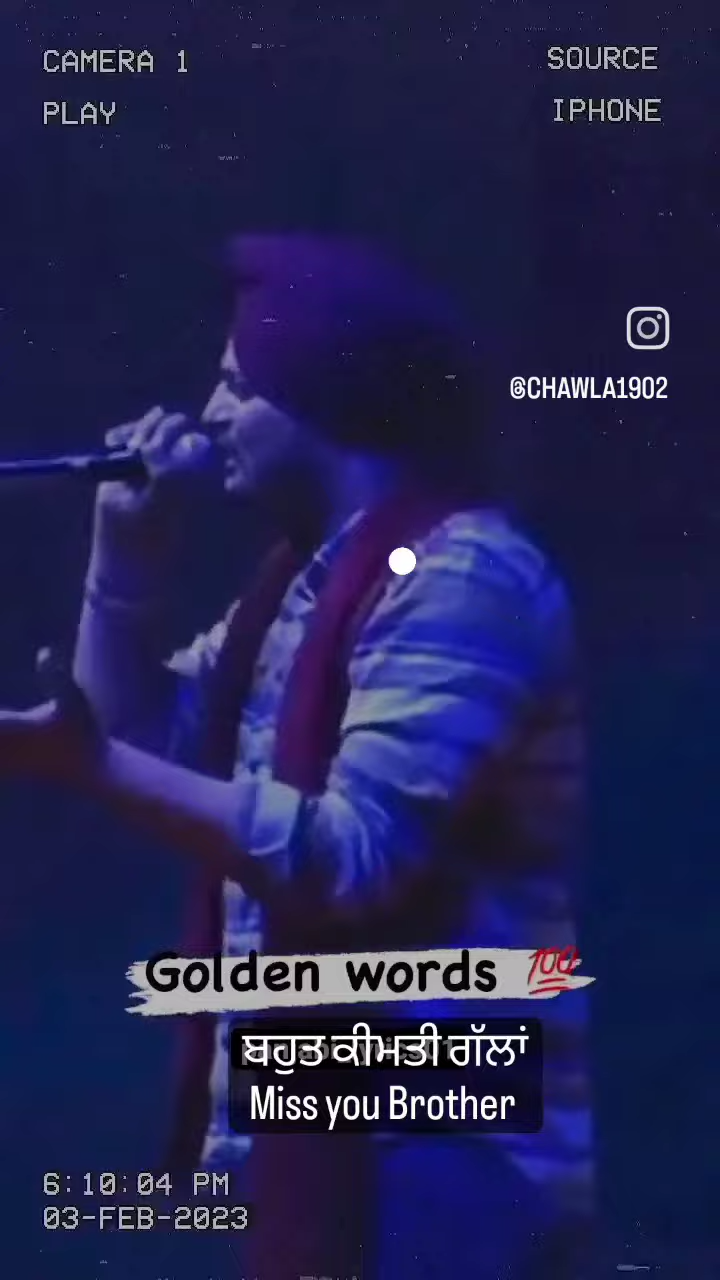 CAMERA 1
SOURCE
PLAY
IPHONE
@CHAWLA1902
Golden words 💯
ਬਹੁਤ ਕੀਮਤੀ ਗੱਲਾਂ
Miss you Brother
6:10:04 PM
03-FEB-2023